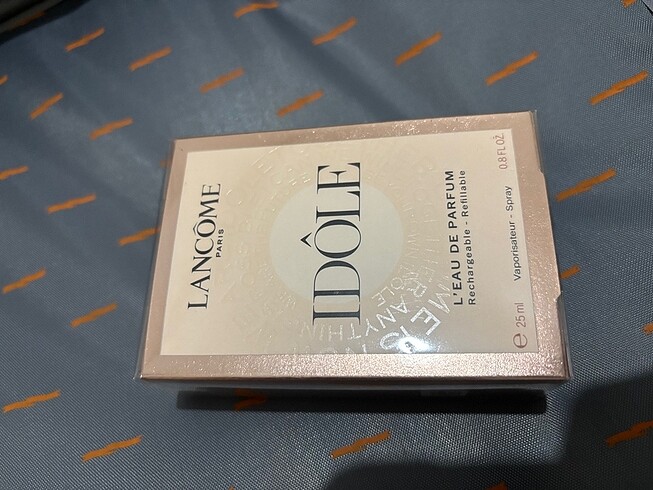 LANCÔME
PARIS
IDÔLE
L'EAU DE PARFUM
Rechargeable - Refillable
Vaporisateur - Spray
e 25 ml 0.8 FL OZ.